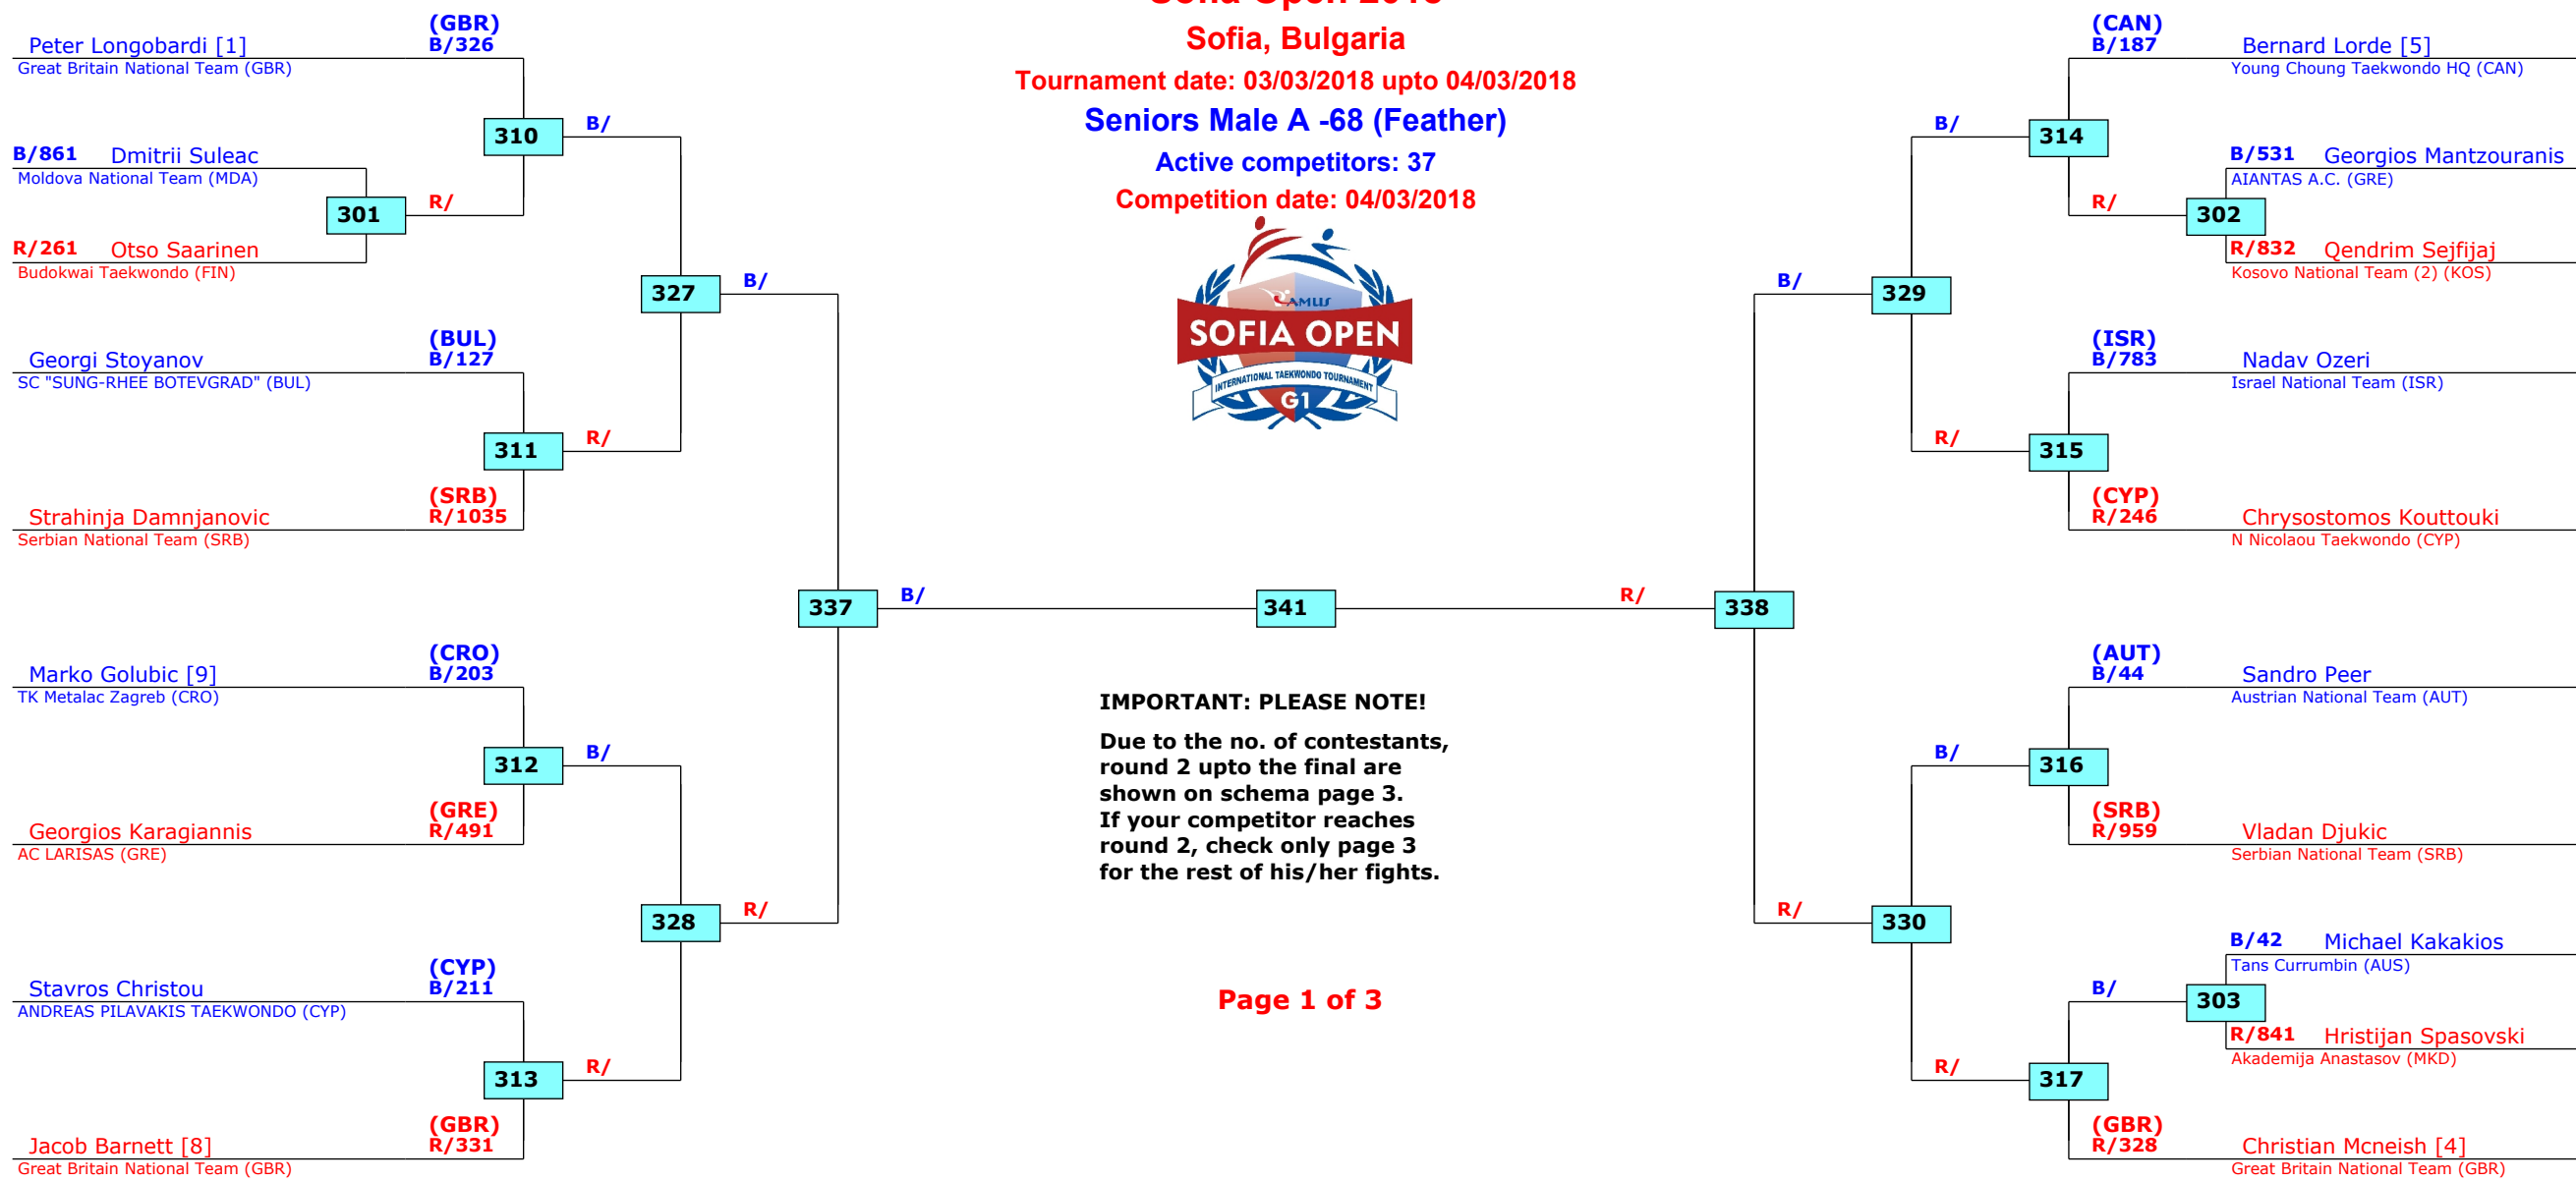 Sofia Open 2018
Sofia, Bulgaria
Tournament date: 03/03/2018 upto 04/03/2018
Seniors Male A -68 (Feather)
Active competitors: 37
Competition date: 04/03/2018
CAMUS
SOFIA OPEN
INTERNATIONAL TAEKWONDO TOURNAMENT
G1
(GBR)
Peter Longobardi [1] B/326
Great Britain National Team (GBR)
310 B/
B/861 Dmitrii Suleac
Moldova National Team (MDA)
301 R/
R/261 Otso Saarinen
Budokwai Taekwondo (FIN)
327 B/
(BUL)
Georgi Stoyanov B/127
SC "SUNG-RHEE BOTEVGRAD" (BUL)
311 R/
(SRB)
Strahinja Damnjanovic R/1035
Serbian National Team (SRB)
337 B/ 341 R/ 338
(CRO)
Marko Golubic [9] B/203
TK Metalac Zagreb (CRO)
312 B/
(GRE)
Georgios Karagiannis R/491
AC LARISAS (GRE)
328 R/
(CYP)
Stavros Christou B/211
ANDREAS PILAVAKIS TAEKWONDO (CYP)
313 R/
(GBR)
Jacob Barnett [8] R/331
Great Britain National Team (GBR)
IMPORTANT: PLEASE NOTE!
Due to the no. of contestants,
round 2 upto the final are
shown on schema page 3.
If your competitor reaches
round 2, check only page 3
for the rest of his/her fights.
Page 1 of 3
(CAN)
B/187 Bernard Lorde [5]
Young Choung Taekwondo HQ (CAN)
B/ 314
B/531 Georgios Mantzouranis
AIANTAS A.C. (GRE)
R/ 302
R/832 Qendrim Sejfijaj
Kosovo National Team (2) (KOS)
B/ 329
(ISR)
B/783 Nadav Ozeri
Israel National Team (ISR)
R/ 315
(CYP)
R/246 Chrysostomos Kouttouki
N Nicolaou Taekwondo (CYP)
(AUT)
B/44 Sandro Peer
Austrian National Team (AUT)
B/ 316
(SRB)
R/959 Vladan Djukic
Serbian National Team (SRB)
R/ 330
B/42 Michael Kakakios
Tans Currumbin (AUS)
B/ 303
R/841 Hristijan Spasovski
Akademija Anastasov (MKD)
R/ 317
(GBR)
R/328 Christian Mcneish [4]
Great Britain National Team (GBR)